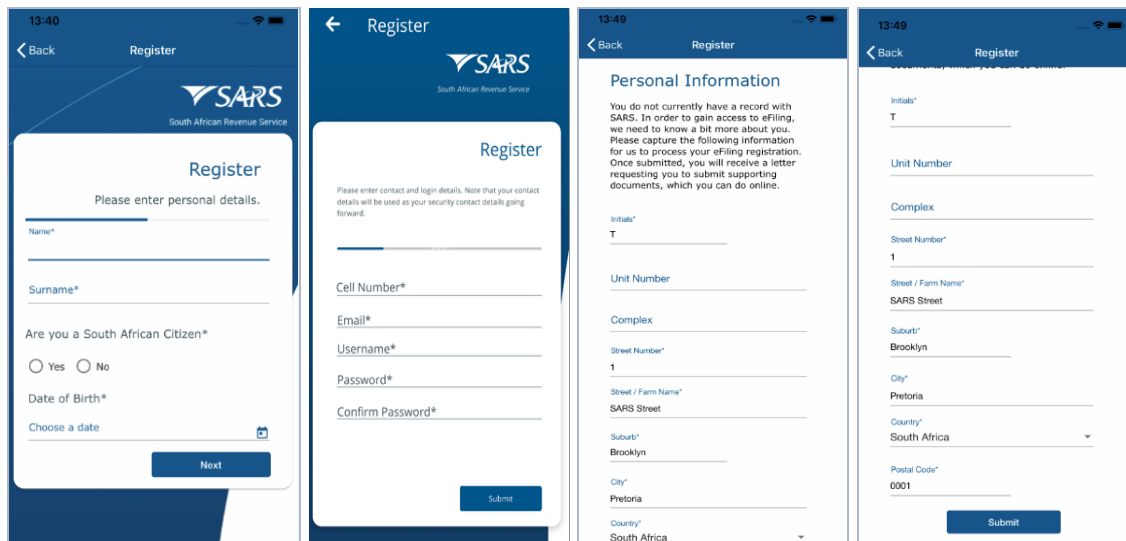 13:40
Back Register
SARS
South African Revenue Service
Register
Please enter personal details.
Name*
Surname*
Are you a South African Citizen*
Yes No
Date of Birth*
Choose a date
Next
Register
SARS
South African Revenue Service
Register
Please enter contact and login details. Note that your contact
details will be used as your security contact details going
forward.
Cell Number*
Email*
Username*
Password*
Confirm Password*
Submit
13:49
Back Register
Personal Information
You do not currently have a record with
SARS. In order to gain access to eFiling,
we need to know a bit more about you.
Please capture the following information
for us to process your eFiling registration.
Once submitted, you will receive a letter
requesting you to submit supporting
documents, which you can do online.
Initials*
T
Unit Number
Complex
Street Number*
1
Street / Farm Name*
SARS Street
Suburb*
Brooklyn
City*
Pretoria
Country*
South Africa
13:49
Back Register
documents, which you can do online.
Initials*
T
Unit Number
Complex
Street Number*
1
Street / Farm Name*
SARS Street
Suburb*
Brooklyn
City*
Pretoria
Country*
South Africa
Postal Code*
0001
Submit